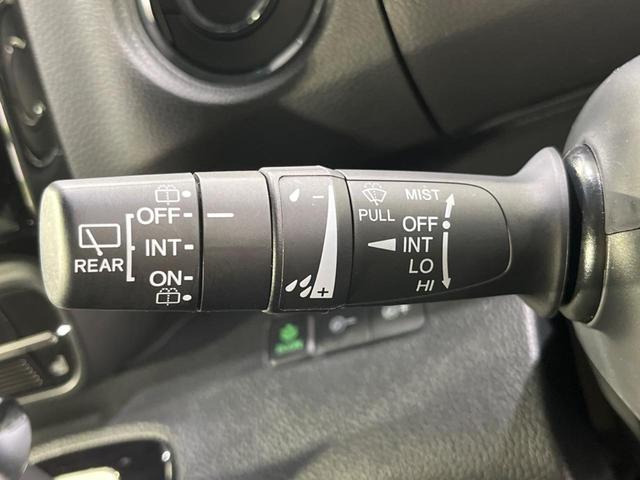 OFF
INT
ON
REAR
−
+
PULL
MIST
OFF
INT
LO
HI